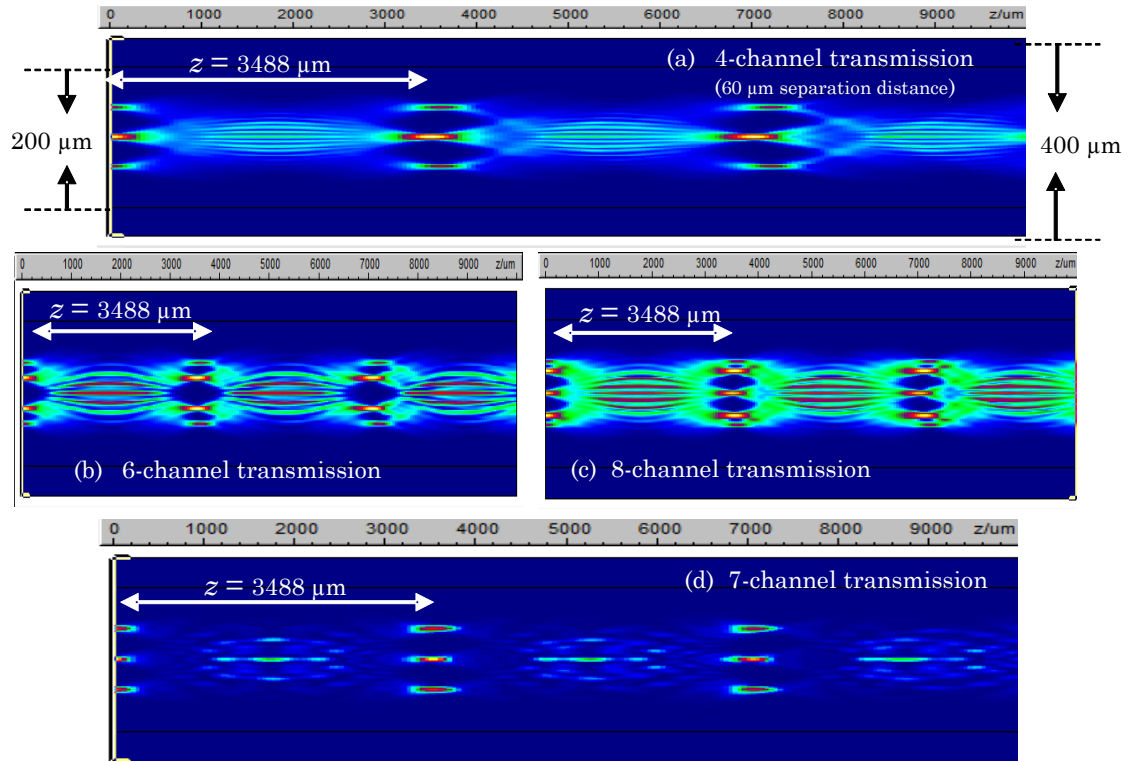 0 1000 2000 3000 4000 5000 6000 7000 8000 9000 z/um
z = 3488 µm
(a) 4-channel transmission
(60 µm separation distance)
200 µm
400 µm
0 1000 2000 3000 4000 5000 6000 7000 8000 9000 z/um
z = 3488 µm
(b) 6-channel transmission
0 1000 2000 3000 4000 5000 6000 7000 8000 9000 z/um
z = 3488 µm
(c) 8-channel transmission
0 1000 2000 3000 4000 5000 6000 7000 8000 9000 z/um
z = 3488 µm
(d) 7-channel transmission